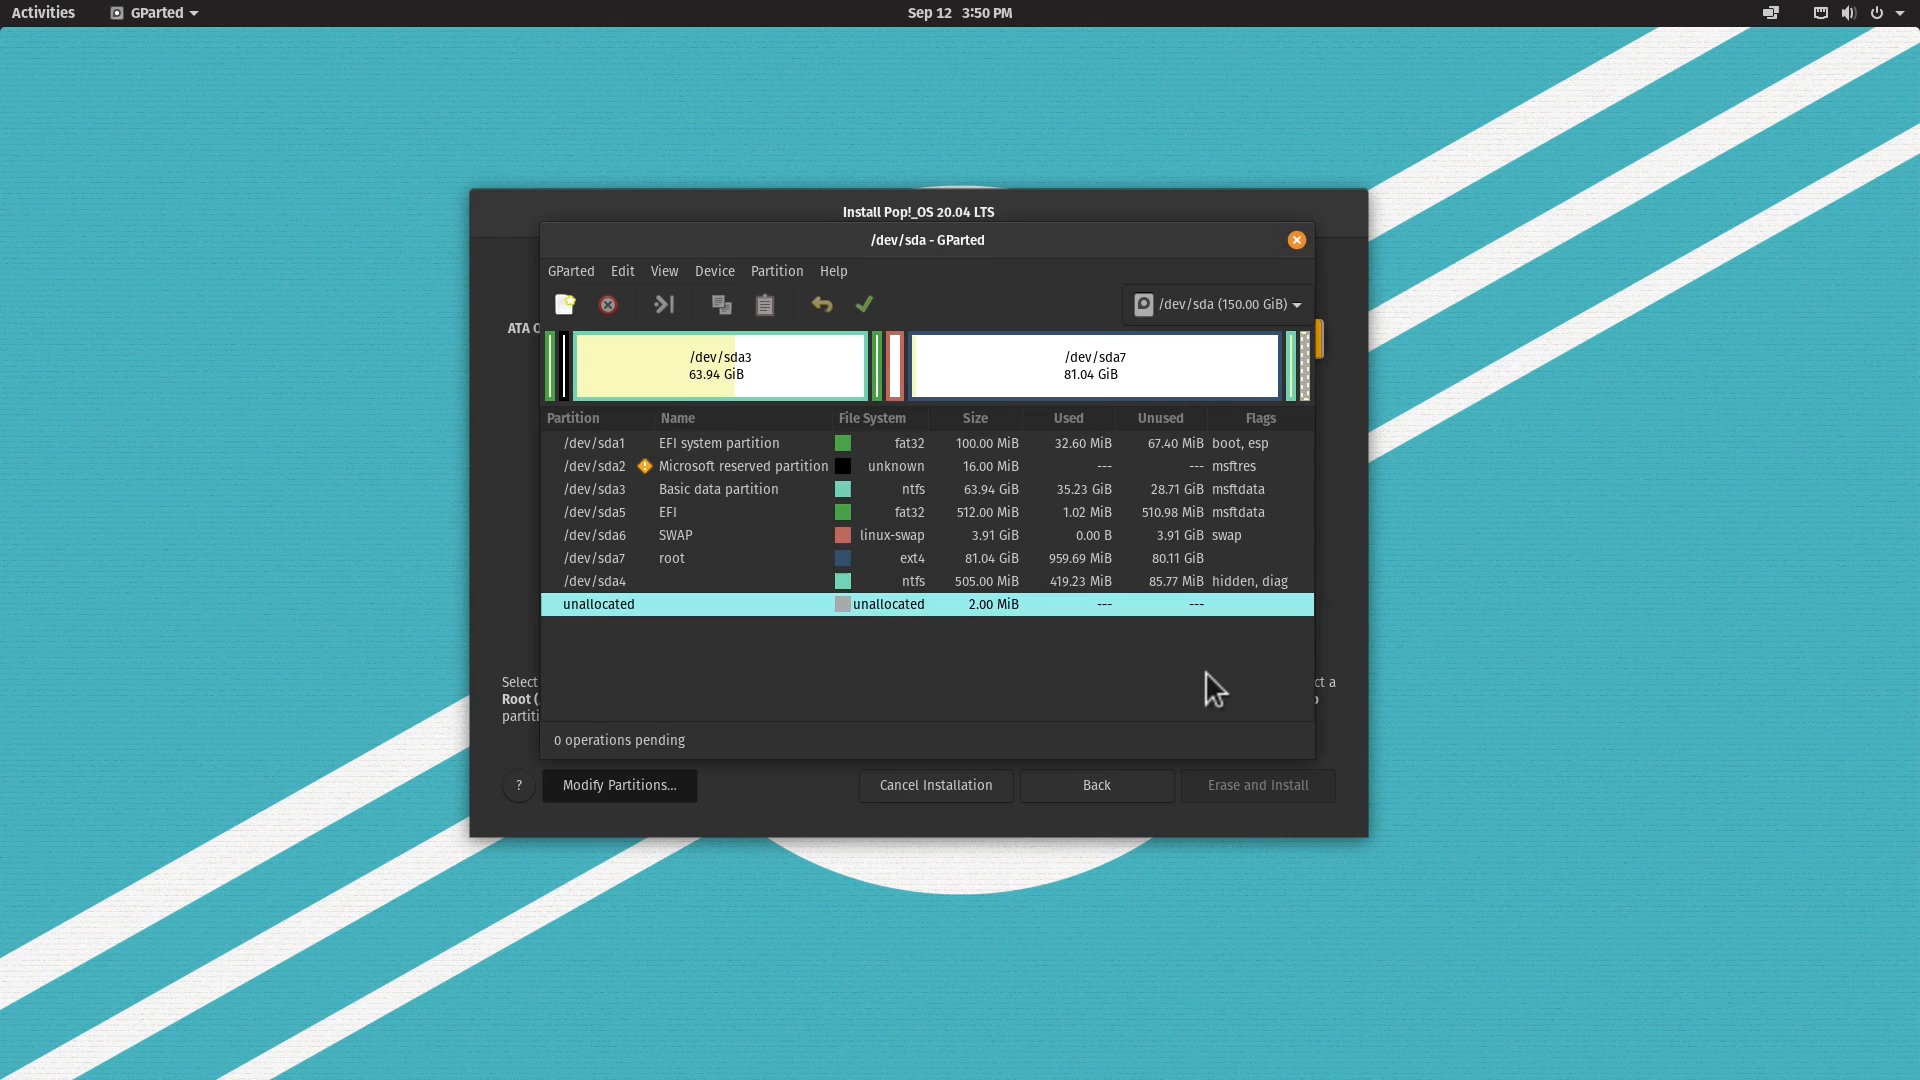 Activities GParted Sep 12 3:50 PM
Install Pop!_OS 20.04 LTS
/dev/sda - GParted
GParted Edit View Device Partition Help
/dev/sda (150.00 GiB)
ATA
/dev/sda3
63.94 GiB
/dev/sda7
81.04 GiB
Partition Name File System Size Used Unused Flags
/dev/sda1 EFI system partition fat32 100.00 MiB 32.60 MiB 67.40 MiB boot, esp
/dev/sda2 Microsoft reserved partition unknown 16.00 MiB --- --- msftres
/dev/sda3 Basic data partition ntfs 63.94 GiB 35.23 GiB 28.71 GiB msftdata
/dev/sda5 EFI fat32 512.00 MiB 1.02 MiB 510.98 MiB msftdata
/dev/sda6 SWAP linux-swap 3.91 GiB 0.00 B 3.91 GiB swap
/dev/sda7 root ext4 81.04 GiB 959.69 MiB 80.11 GiB
/dev/sda4 ntfs 505.00 MiB 419.23 MiB 85.77 MiB hidden, diag
unallocated unallocated 2.00 MiB --- ---
Select ct a
Root (
partiti
0 operations pending
? Modify Partitions... Cancel Installation Back Erase and Install